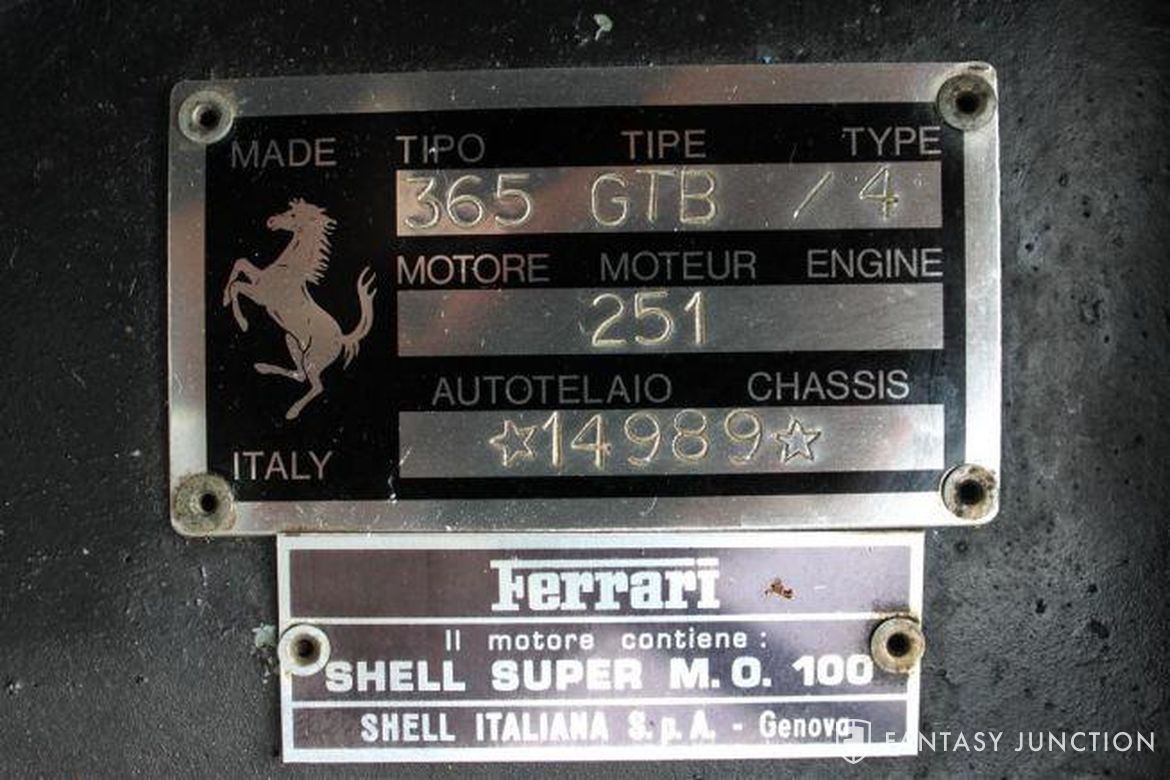 MADE
TIPO TIPE TYPE
365 GTB / 4
MOTORE MOTEUR ENGINE
251
AUTOTELAIO CHASSIS
☆14989☆
ITALY
Ferrari
Il motore contiene :
SHELL SUPER M. O. 100
SHELL ITALIANA S.p.A. - Genova
FANTASY JUNCTION